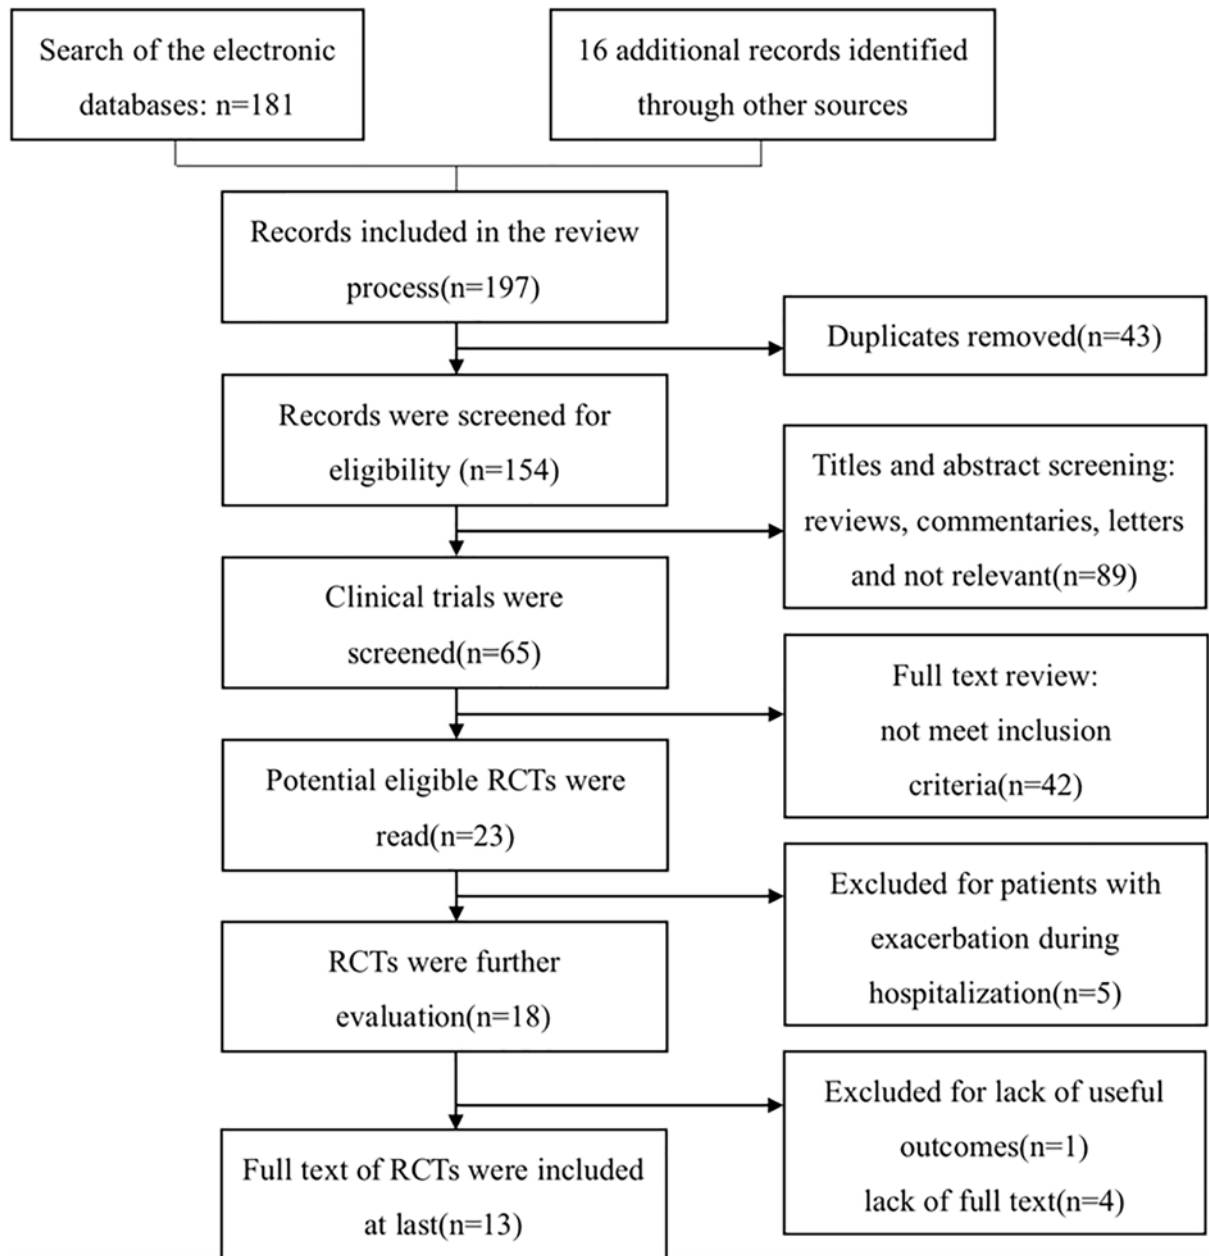 Search of the electronic
databases: n=181
16 additional records identified
through other sources
Records included in the review
process(n=197)
Duplicates removed(n=43)
Records were screened for
eligibility (n=154)
Titles and abstract screening:
reviews, commentaries, letters
and not relevant(n=89)
Clinical trials were
screened(n=65)
Full text review:
not meet inclusion
criteria(n=42)
Potential eligible RCTs were
read(n=23)
Excluded for patients with
exacerbation during
hospitalization(n=5)
RCTs were further
evaluation(n=18)
Excluded for lack of useful
outcomes(n=1)
lack of full text(n=4)
Full text of RCTs were included
at last(n=13)